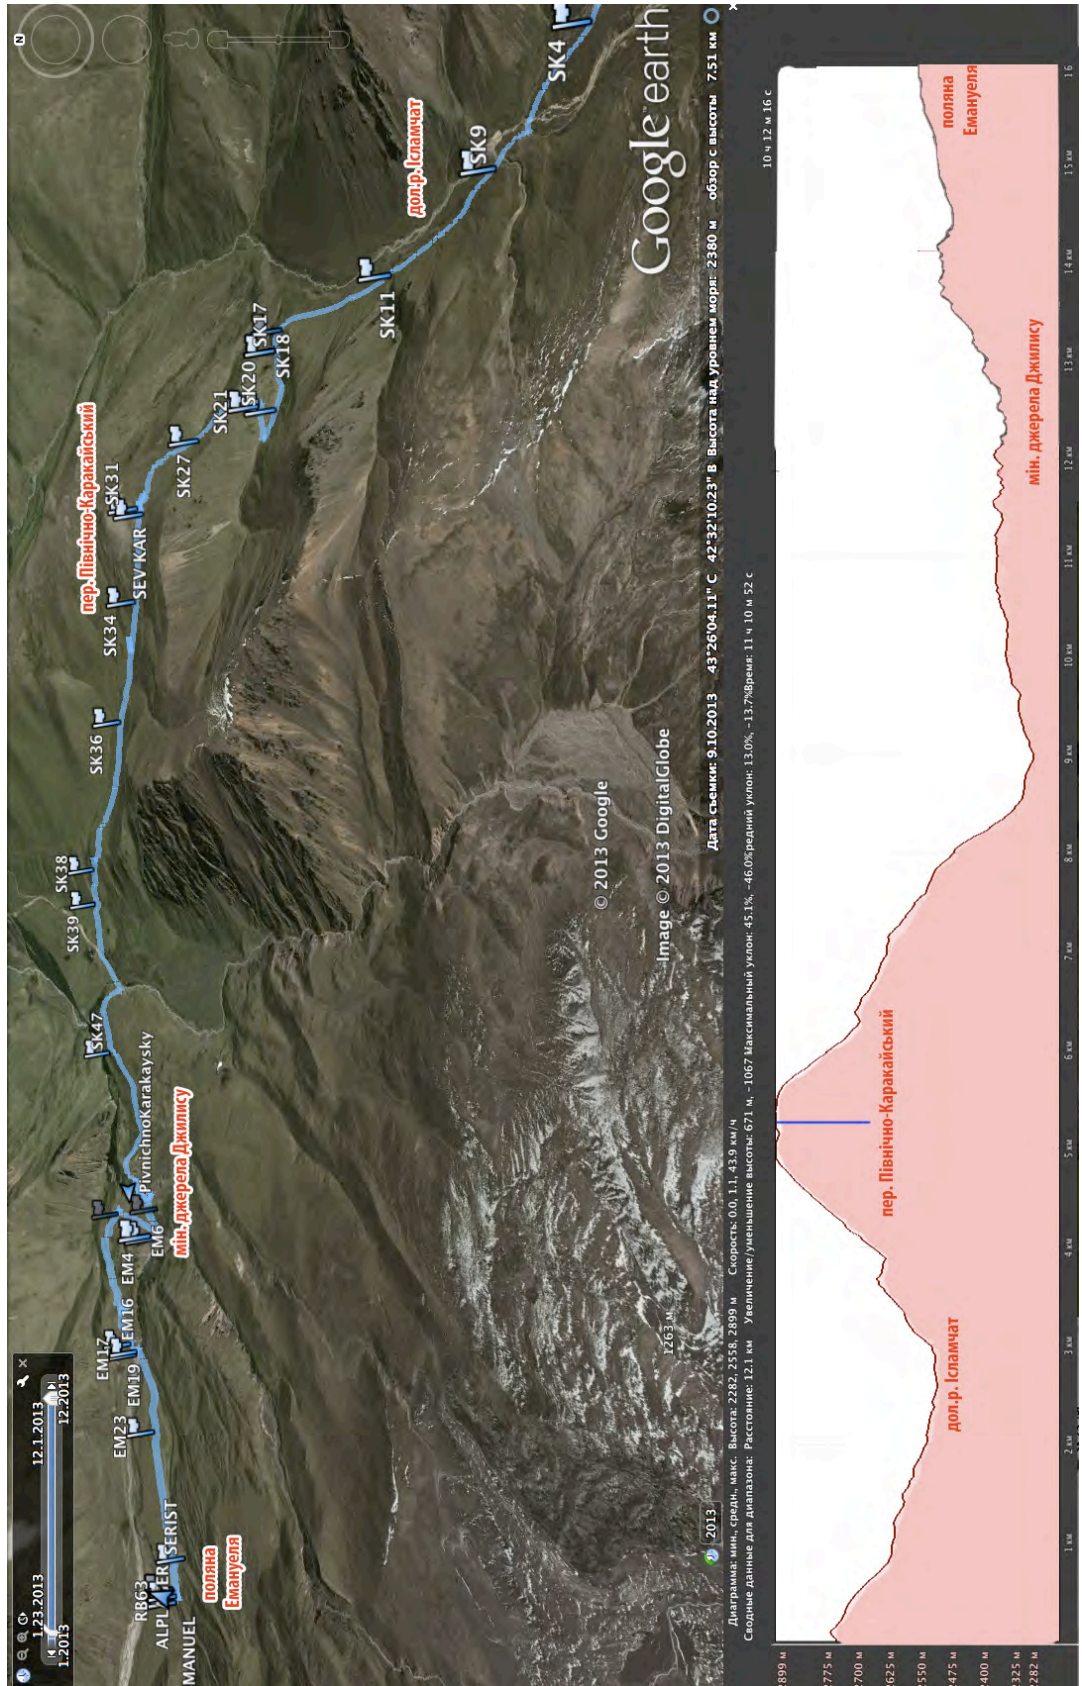 1.23.2013
12.1.2013
1.2013
12.2013
N
RB63
ALPL
ER
SERIST
MANUEL
поляна
Емануеля
EM23
EM19
EM17
EM16
EM4
EM6
PivnichnoKarakaysky
мін. джерела Джилису
SK47
SK39
SK38
SK36
SK34
SEV KAR
SK31
пер. Північно-Каракайський
SK27
SK21
SK20
SK18
SK17
SK11
дол.р. Ісламчат
SK9
SK4
1263 м
© 2013 Google
Image © 2013 DigitalGlobe
Google earth
2013
Дата съемки: 9.10.2013 43°26'04.11" С 42°32'10.23" В Высота над уровнем моря: 2380 м обзор с высоты 7.51 км
Диаграмма: мин., средн., макс. Высота: 2282, 2558, 2899 м Скорость: 0.0, 1.1, 43.9 км/ч
Сводные данные для диапазона: Расстояние: 12.1 км Увеличение/уменьшение высоты: 671 м, -1067 Максимальный уклон: 45.1%, -46.0%редний уклон: 13.0%, -13.7%Время: 11 ч 10 м 52 с
10 ч 12 м 16 с
2899 м
2775 м
2700 м
2625 м
2550 м
2475 м
2400 м
2325 м
2282 м
дол.р. Ісламчат
пер. Північно-Каракайський
мін. джерела Джилису
поляна
Емануеля
1 км
2 км
3 км
4 км
5 км
6 км
7 км
8 км
9 км
10 км
11 км
12 км
13 км
14 км
15 км
16